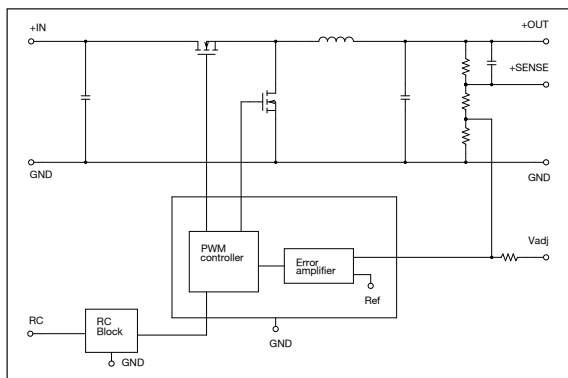 +IN
+OUT
+SENSE
GND
GND
PWM
controller
Error
amplifier
Vadj
Ref
RC
RC
Block
GND
GND